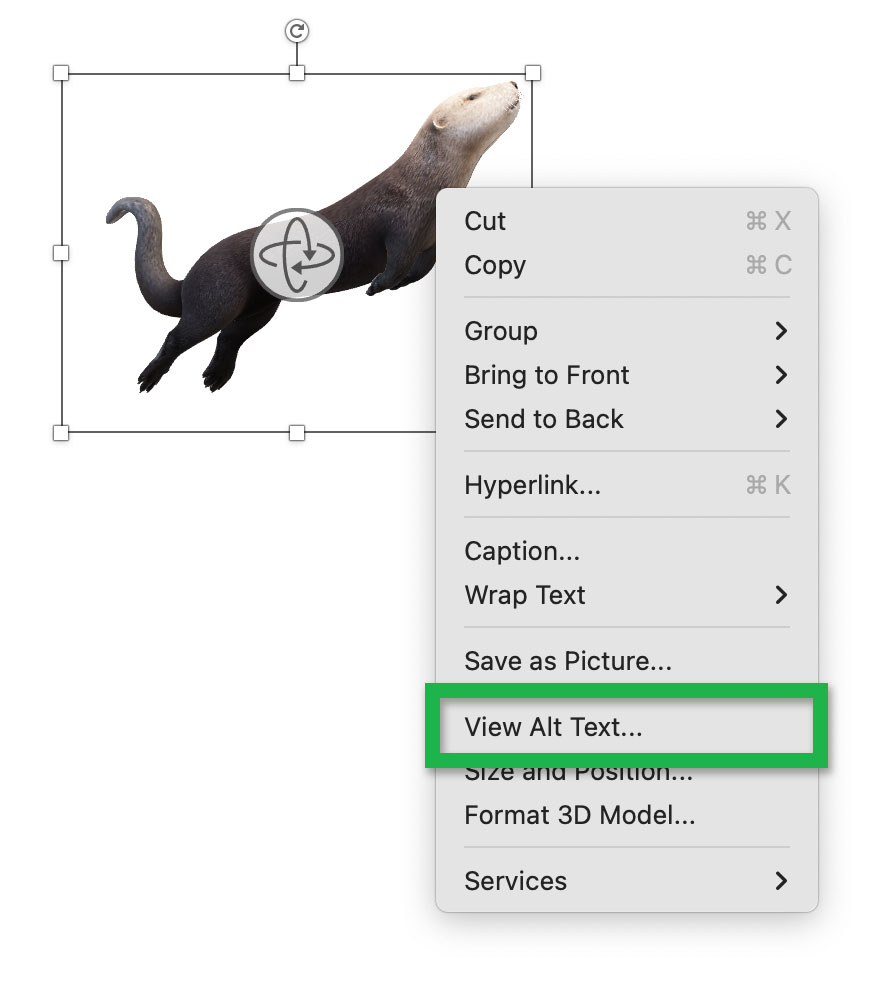 Cut ⌘ X
Copy ⌘ C
Group
Bring to Front
Send to Back
Hyperlink... ⌘ K
Caption...
Wrap Text
Save as Picture...
View Alt Text...
Size and Position...
Format 3D Model...
Services